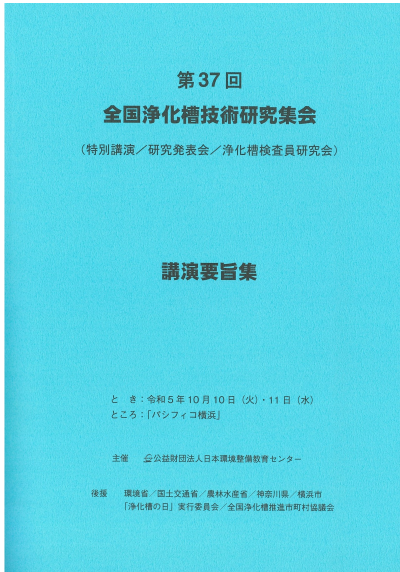 第37回
全国浄化槽技術研究集会
(特別講演/研究発表会/浄化槽検査員研究会)
講演要旨集
と き:令和5年10月10日(火)・11日(水)
ところ:「パシフィコ横浜」
主催 公益財団法人日本環境整備教育センター
後援 環境省/国土交通省/農林水産省/神奈川県/横浜市
「浄化槽の日」実行委員会/全国浄化槽推進市町村協議会